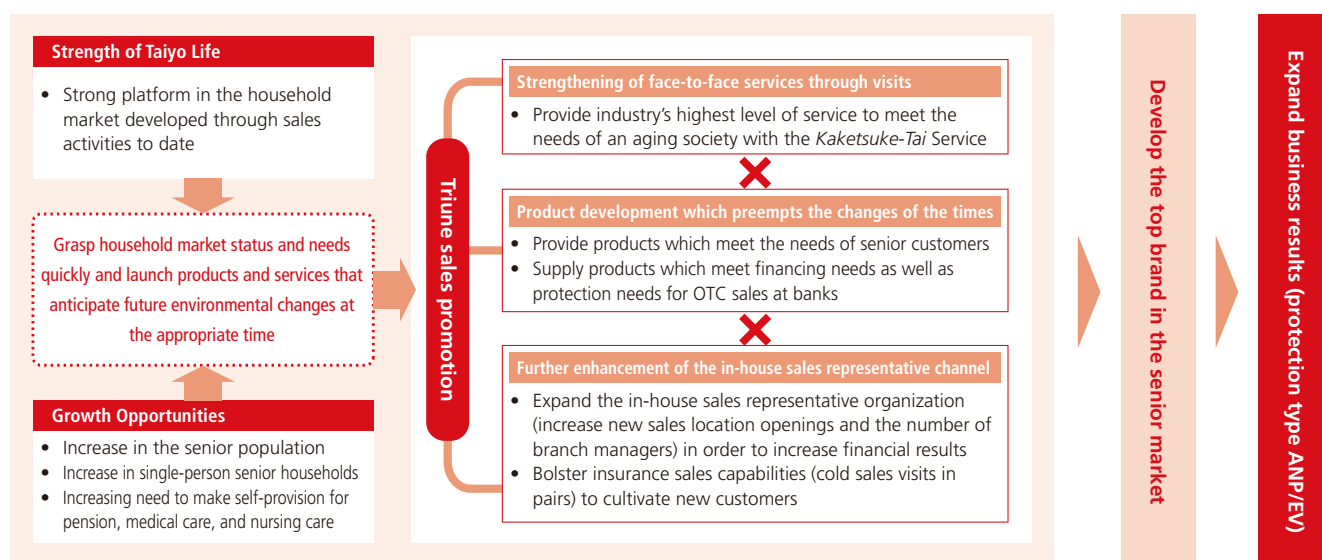 Strength of Taiyo Life
• Strong platform in the household
market developed through sales
activities to date
Grasp household market status and needs
quickly and launch products and services that
anticipate future environmental changes at
the appropriate time
Growth Opportunities
• Increase in the senior population
• Increase in single-person senior households
• Increasing need to make self-provision for
pension, medical care, and nursing care
Triune sales promotion
Strengthening of face-to-face services through visits
• Provide industry's highest level of service to meet the
needs of an aging society with the Kaketsuke-Tai Service
Product development which preempts the changes of the times
• Provide products which meet the needs of senior customers
• Supply products which meet financing needs as well as
protection needs for OTC sales at banks
Further enhancement of the in-house sales representative channel
• Expand the in-house sales representative organization
(increase new sales location openings and the number of
branch managers) in order to increase financial results
• Bolster insurance sales capabilities (cold sales visits in
pairs) to cultivate new customers
Develop the top brand in the senior market
Expand business results (protection type ANP/EV)